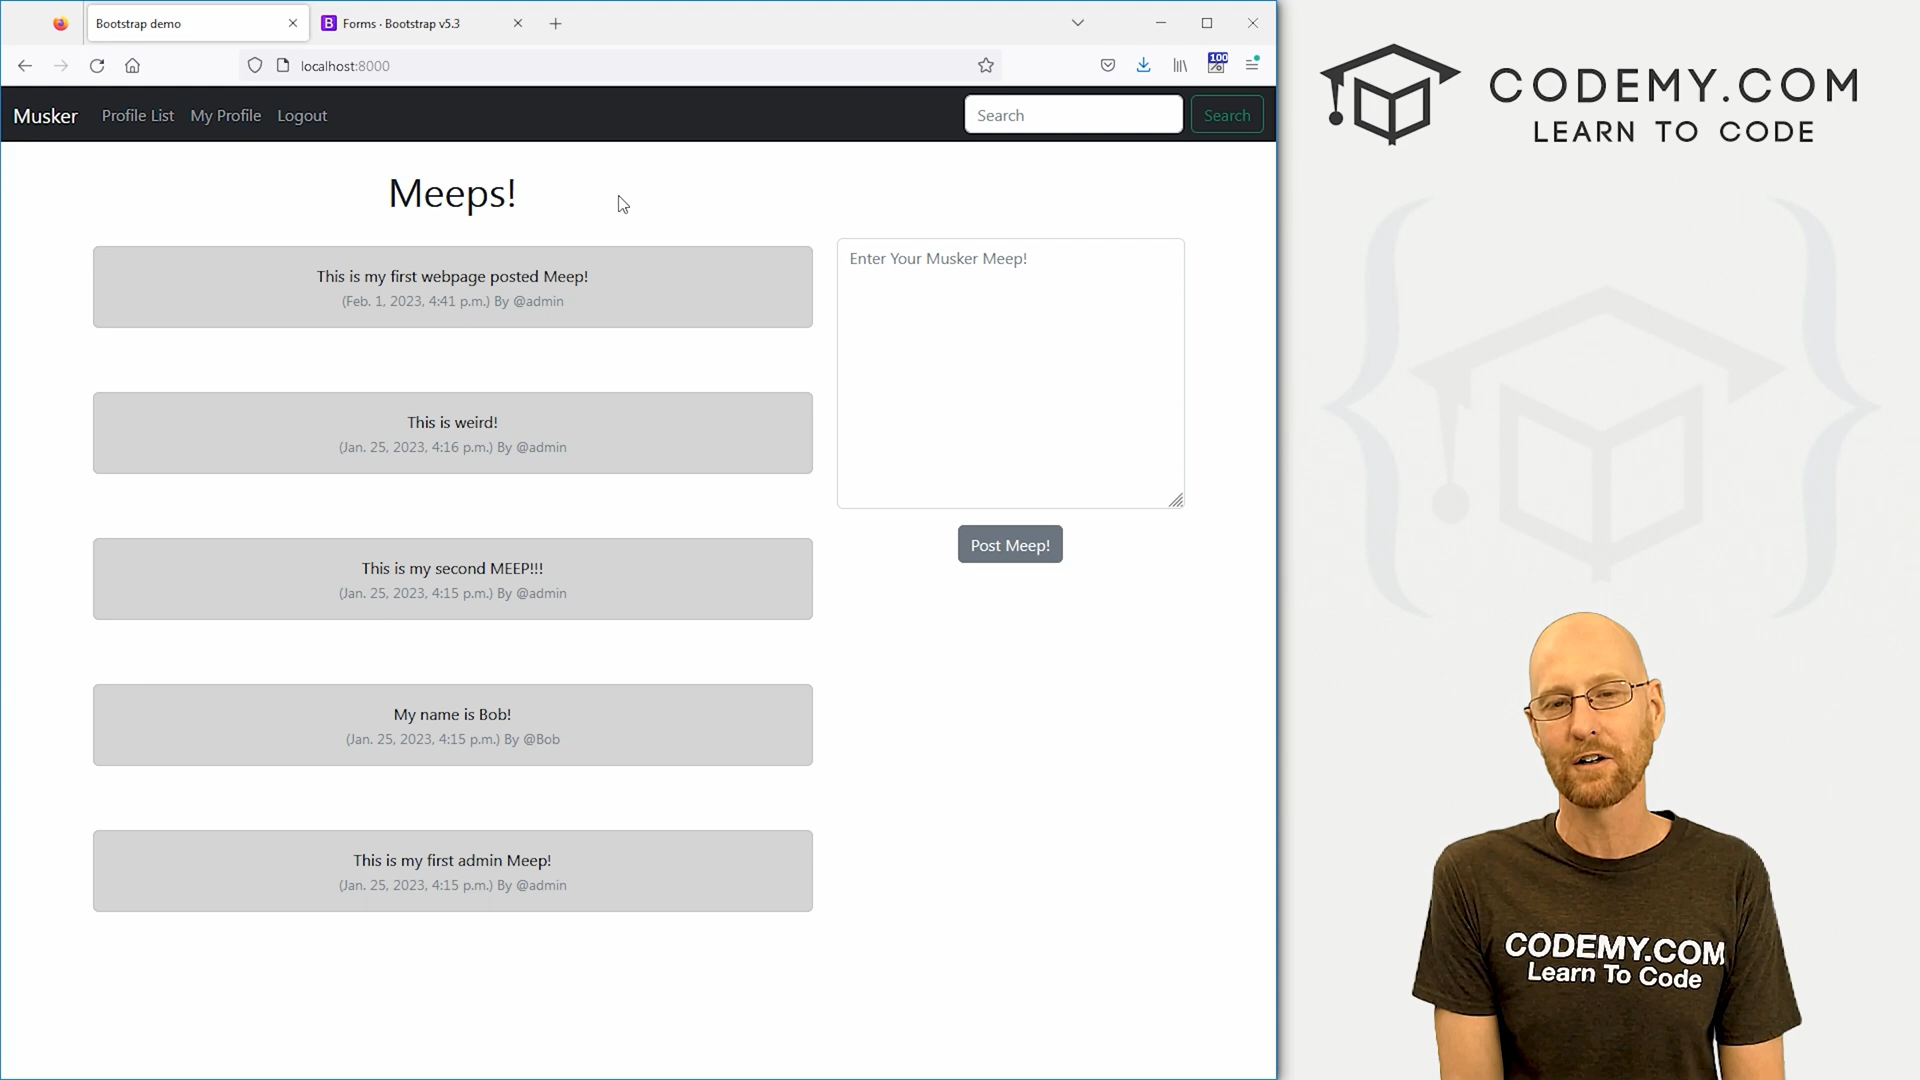 Bootstrap demo
B Forms · Bootstrap v5.3
localhost:8000
100
Musker Profile List My Profile Logout
Search
Search
Meeps!
This is my first webpage posted Meep!
(Feb. 1, 2023, 4:41 p.m.) By @admin
This is weird!
(Jan. 25, 2023, 4:16 p.m.) By @admin
This is my second MEEP!!!
(Jan. 25, 2023, 4:15 p.m.) By @admin
My name is Bob!
(Jan. 25, 2023, 4:15 p.m.) By @Bob
This is my first admin Meep!
(Jan. 25, 2023, 4:15 p.m.) By @admin
Enter Your Musker Meep!
Post Meep!
CODEMY.COM
LEARN TO CODE
CODEMY.COM
Learn To Code